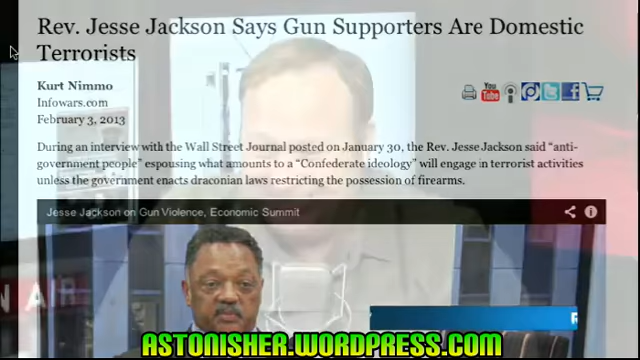 Rev. Jesse Jackson Says Gun Supporters Are Domestic
Terrorists
Kurt Nimmo
Infowars.com
February 3, 2013
You
Tube
During an interview with the Wall Street Journal posted on January 30, the Rev. Jesse Jackson said “anti-
government people” espousing what amounts to a “Confederate ideology” will engage in terrorist activities
unless the government enacts draconian laws restricting the possession of firearms.
Jesse Jackson on Gun Violence, Economic Summit
N AIR
ASTONISHER.WORDPRESS.COM